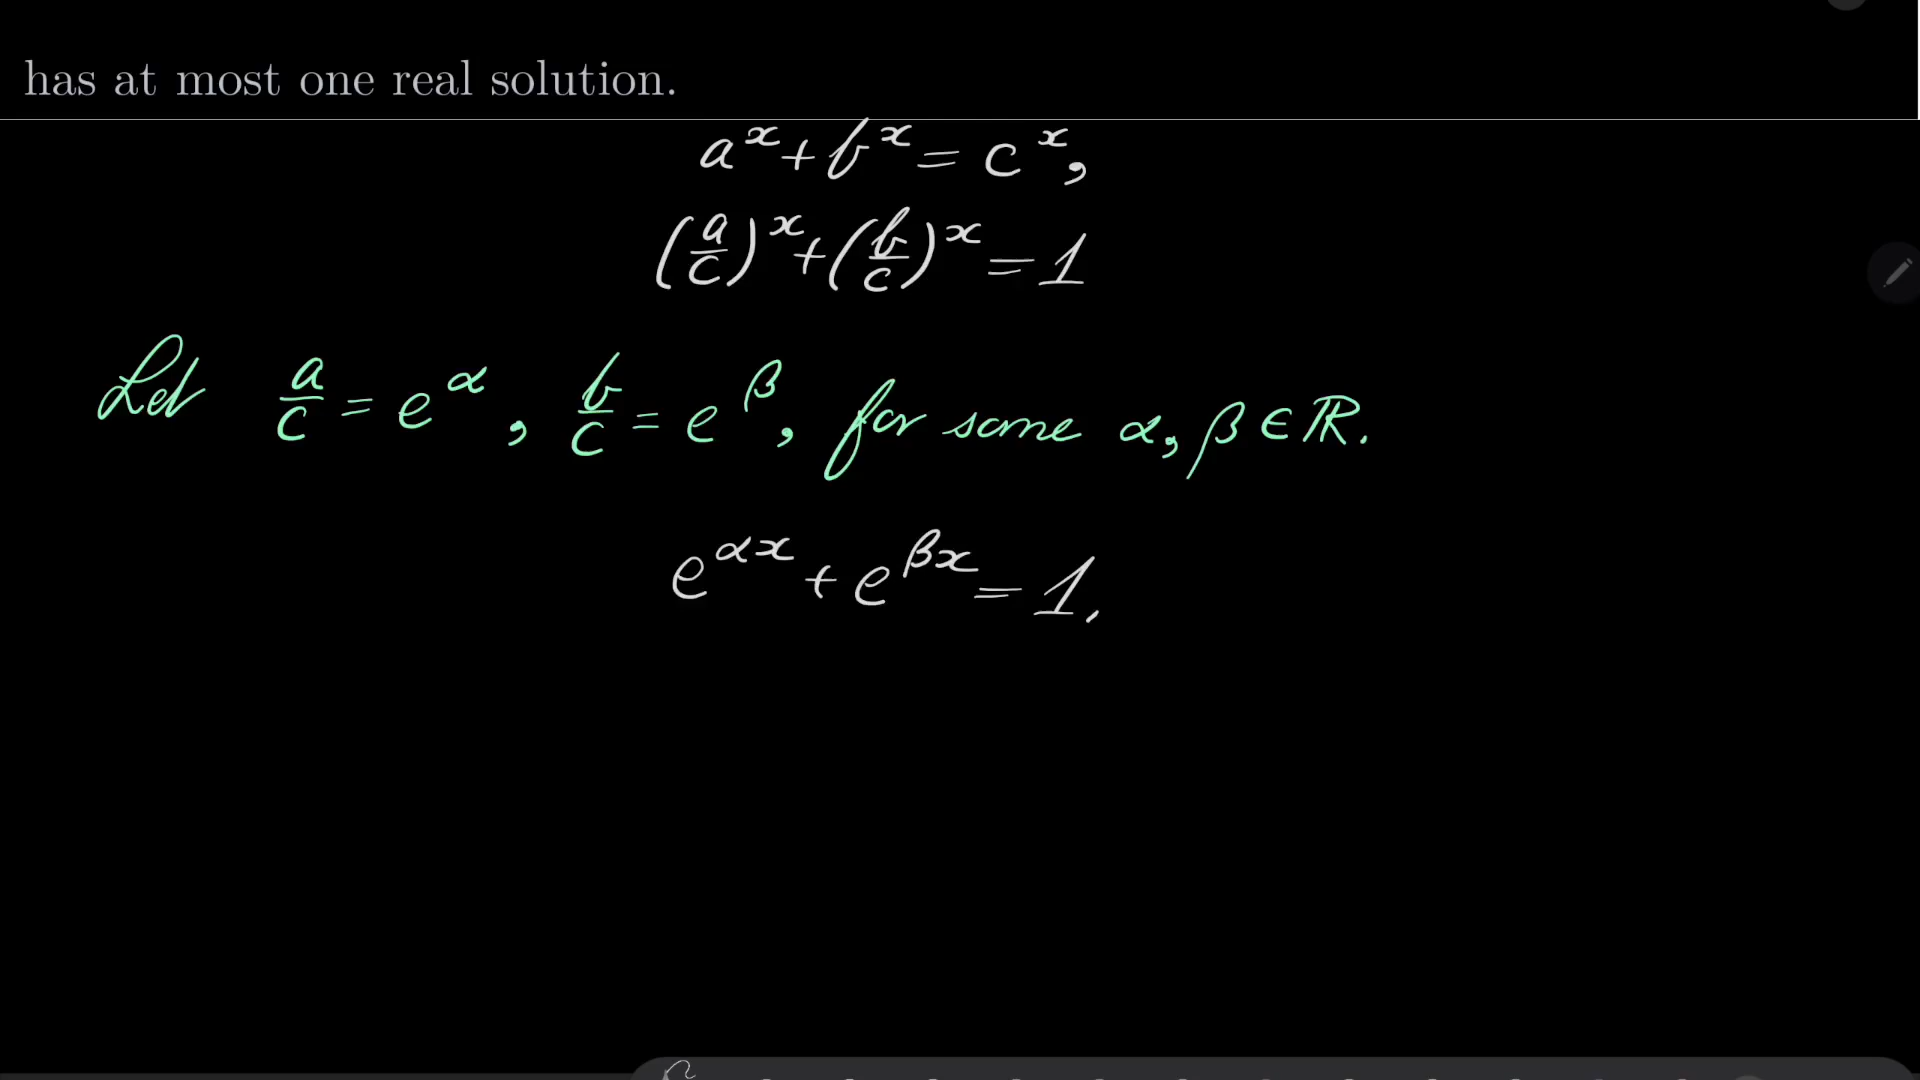 has at most one real solution.
a^x + b^x = c^x,
(a/c)^x + (b/c)^x = 1
Let a/c = e^α, b/c = e^β, for some α, β ∈ ℝ.
e^{αx} + e^{βx} = 1.